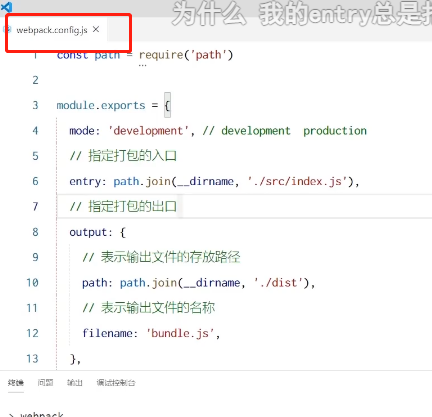 为什么 我的entry总是
webpack.config.js ×
1 const path = require('path')
2
3 module.exports = {
4 mode: 'development', // development production
5 // 指定打包的入口
6 entry: path.join(__dirname, './src/index.js'),
7 // 指定打包的出口
8 output: {
9 // 表示输出文件的存放路径
10 path: path.join(__dirname, './dist'),
11 // 表示输出文件的名称
12 filename: 'bundle.js',
13 },
终端 问题 输出 调试控制台
> webpack